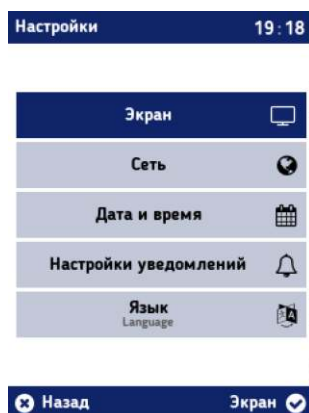 Настройки 19:18
Экран
Сеть
Дата и время
Настройки уведомлений
Язык
Language
Назад Экран